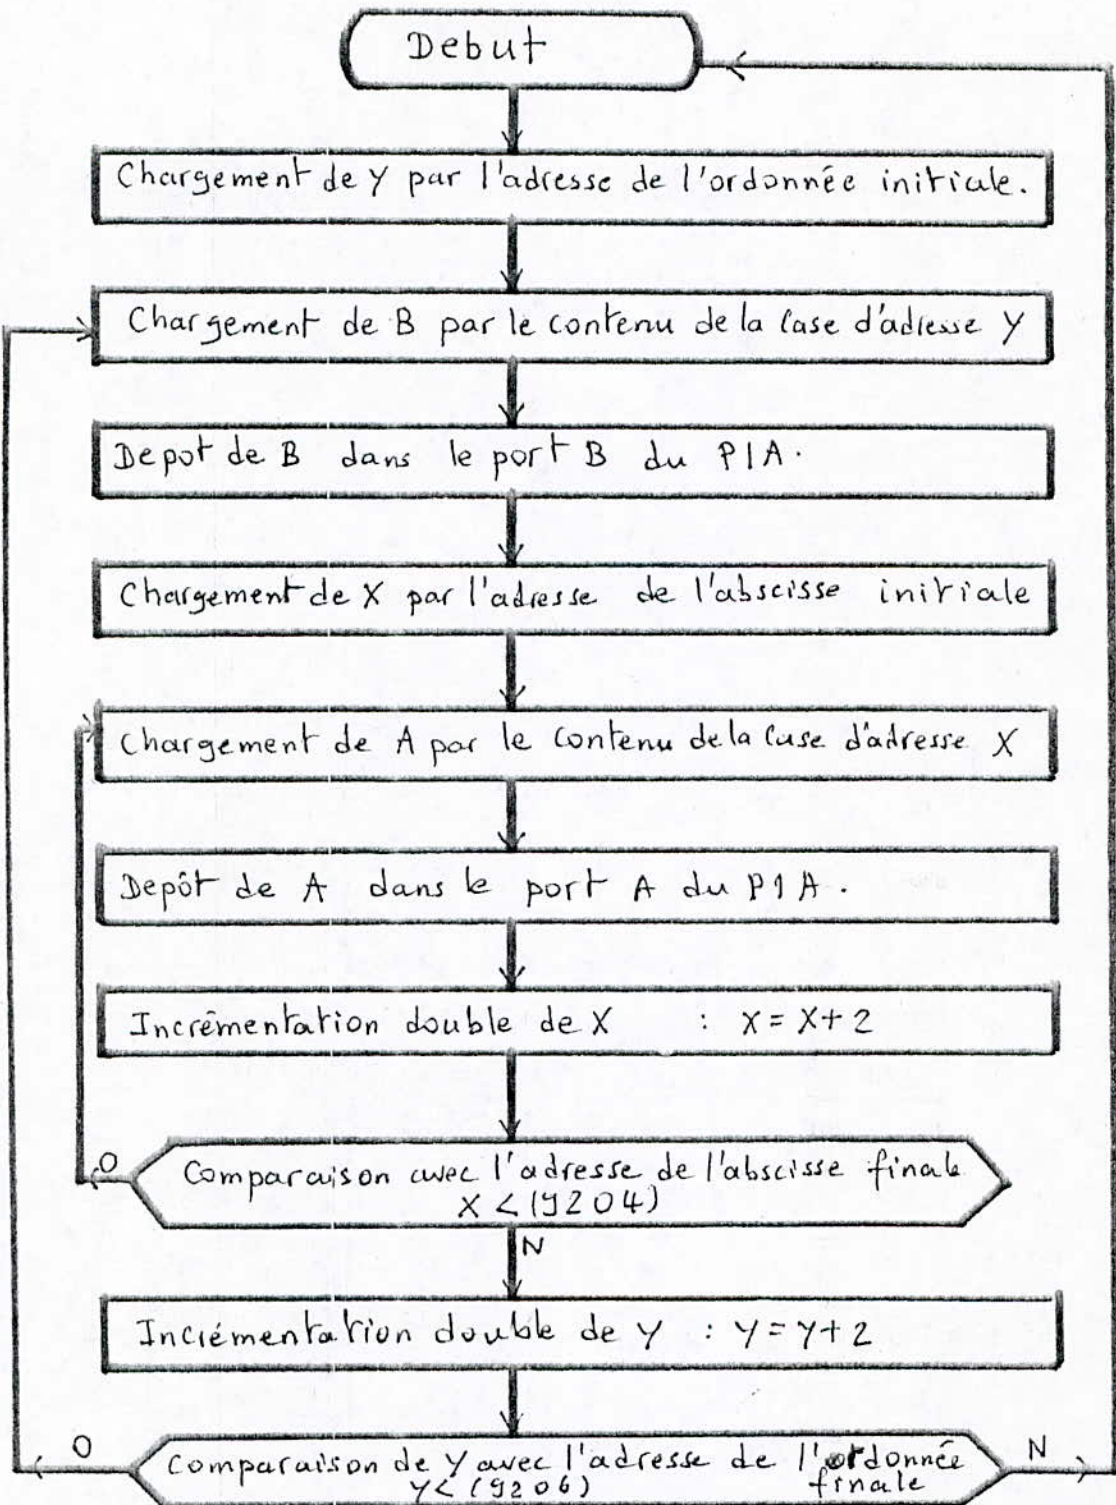 Debut
Chargement de Y par l'adresse de l'ordonnée initiale.
Chargement de B par le contenu de la Case d'adresse Y
Depot de B dans le port B du PIA.
Chargement de X par l'adresse de l'abscisse initiale
Chargement de A par le contenu de la Case d'adresse X
Depôt de A dans le port A du PIA.
Incrémentation double de X : X = X + 2
O
Comparaison avec l'adresse de l'abscisse finale
X < (9204)
N
Incrémentation double de Y : Y = Y + 2
O
Comparaison de Y avec l'adresse de l'ordonnée
Y < (9206) finale
N